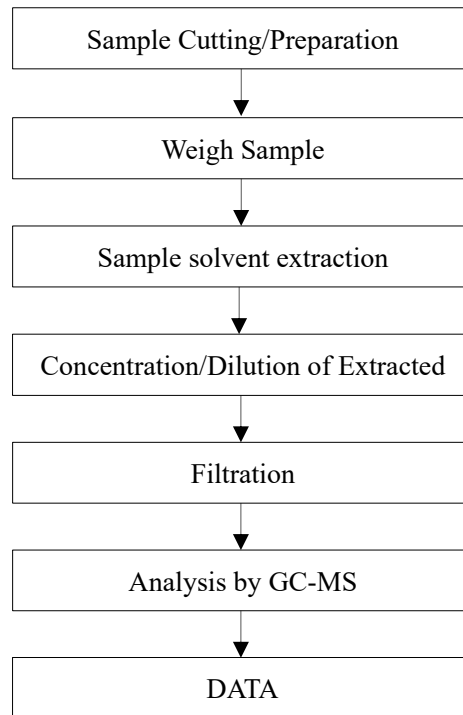 Sample Cutting/Preparation
Weigh Sample
Sample solvent extraction
Concentration/Dilution of Extracted
Filtration
Analysis by GC-MS
DATA